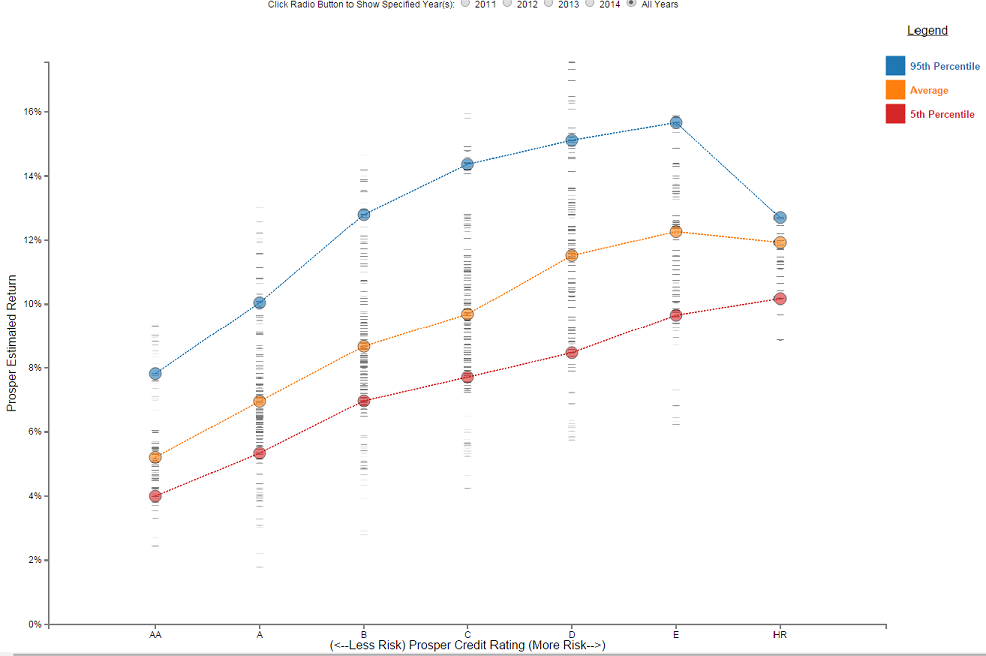 Click Radio Button to Show Specified Year(s): 2011 2012 2013 2014 All Years
Legend
95th Percentile
Average
5th Percentile
Prosper Estimaled Return
16%
14%
12%
10%
8%
6%
4%
2%
0%
AA A B C D E HR
(<--Less Risk) Prosper Credit Rating (More Risk-->)